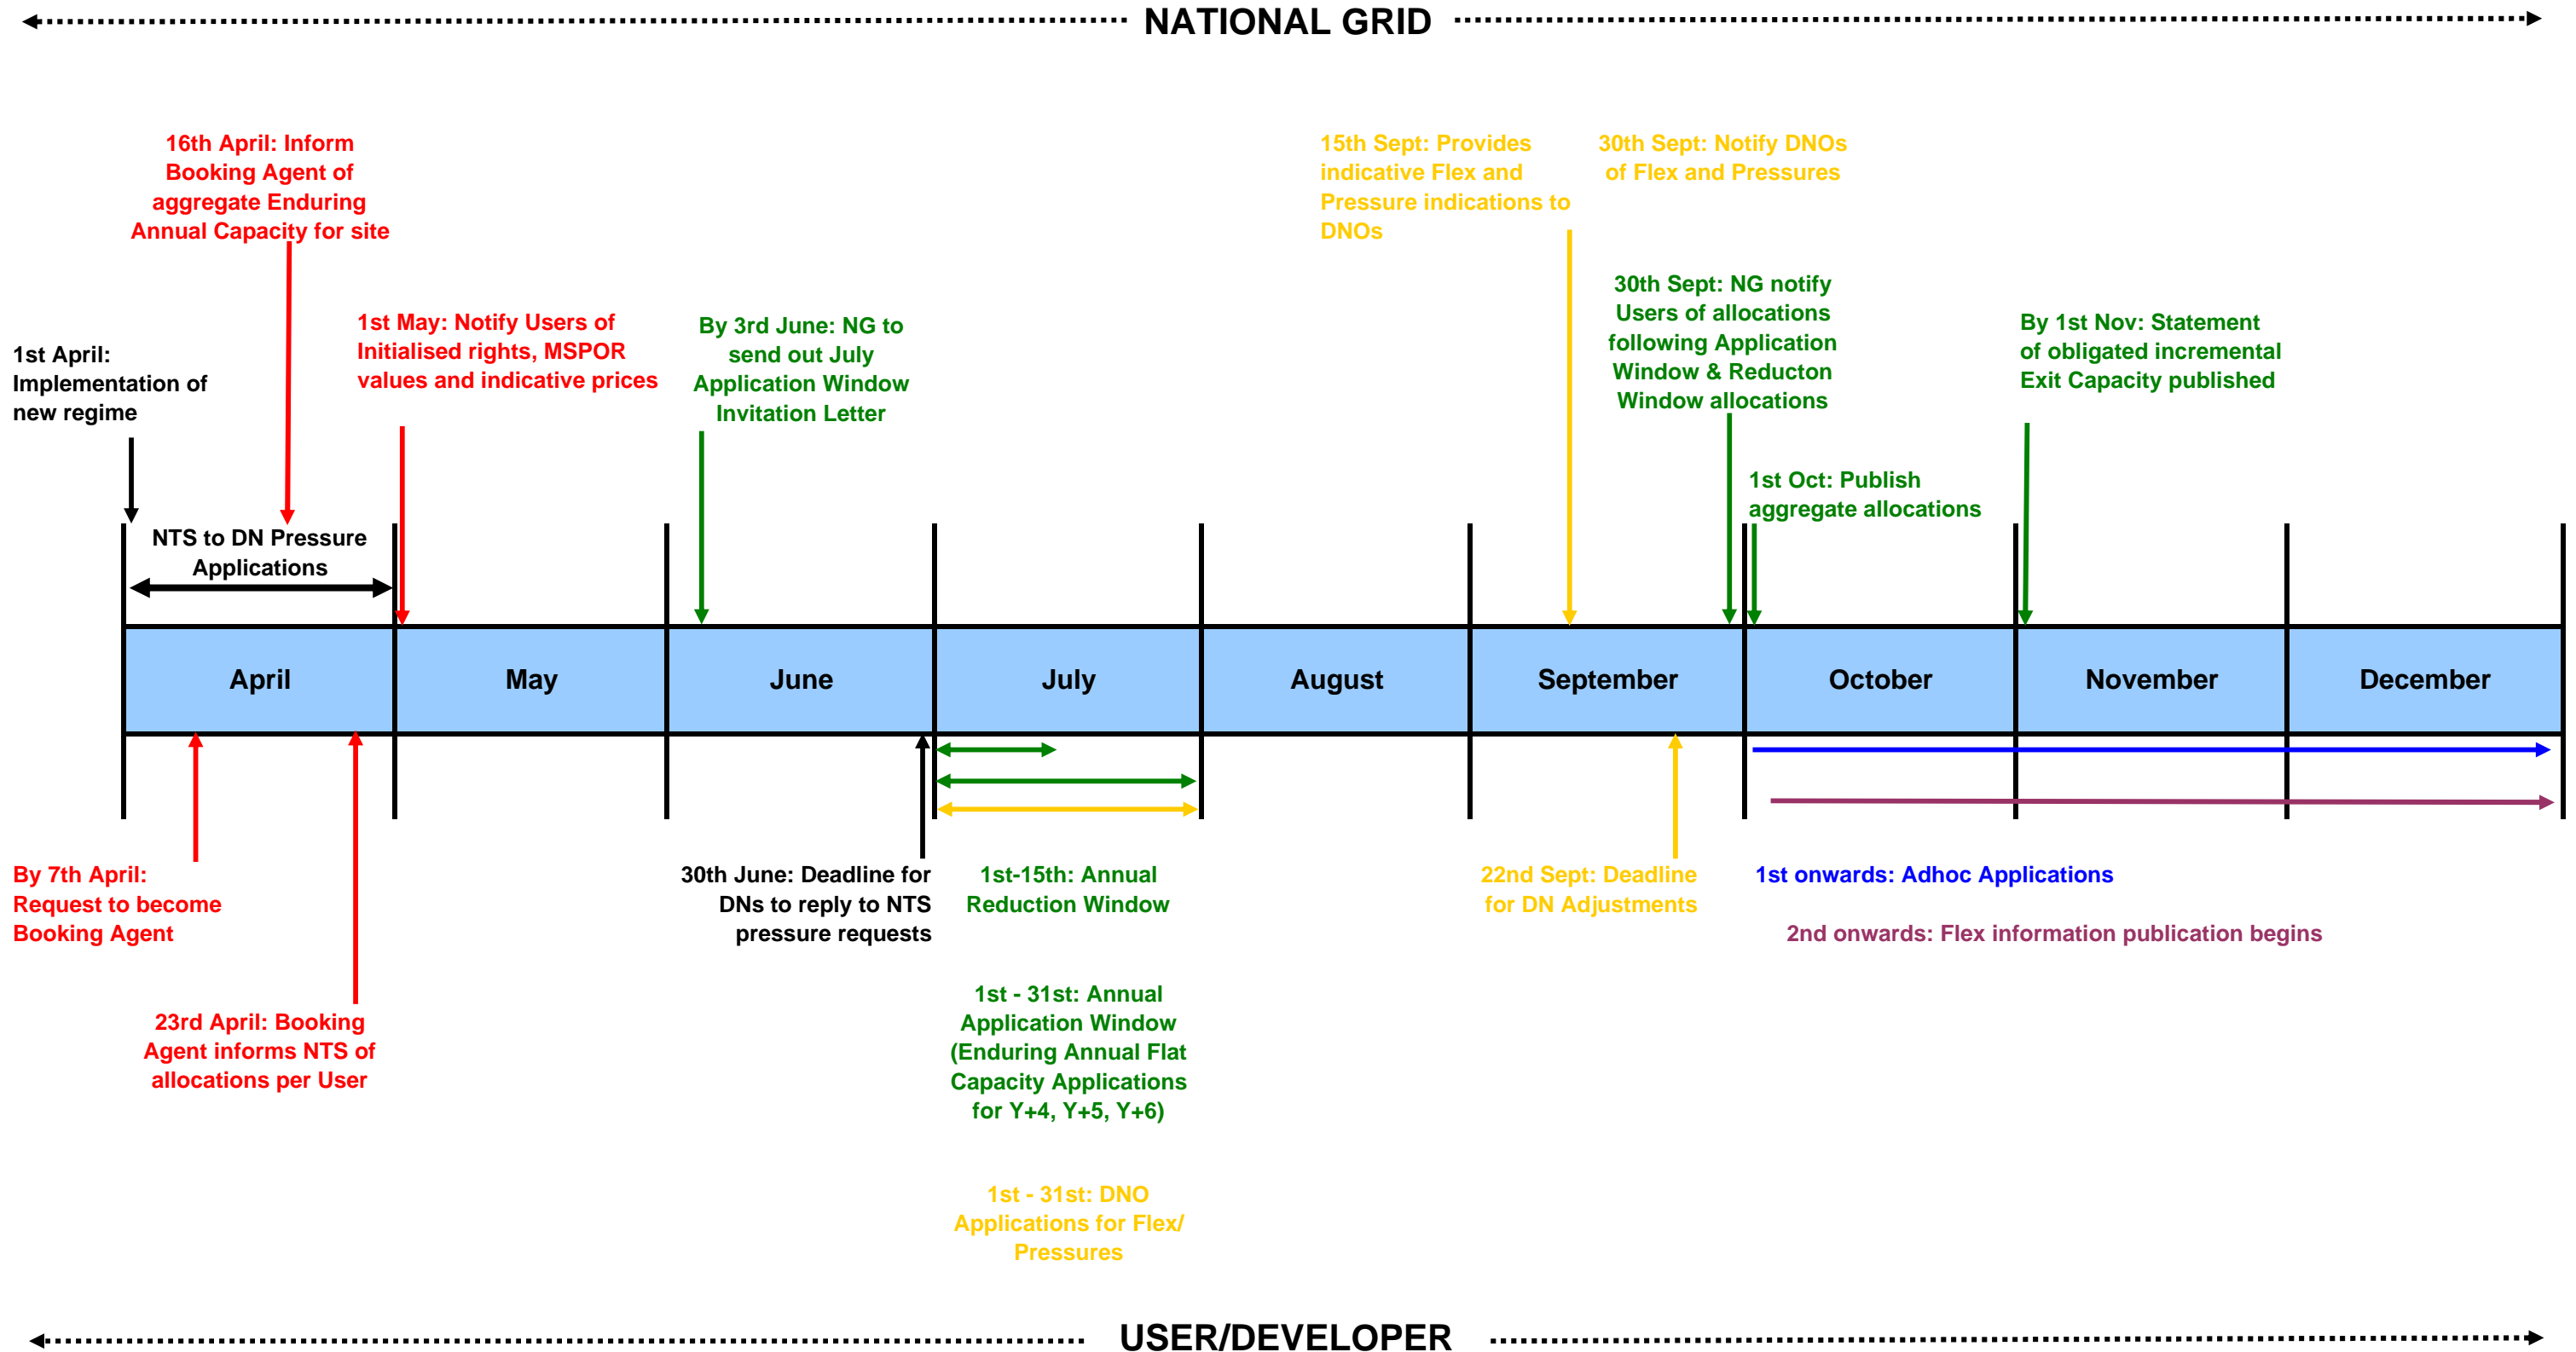 NATIONAL GRID
16th April: Inform
Booking Agent of
aggregate Enduring
Annual Capacity for site
15th Sept: Provides
indicative Flex and
Pressure indications to
DNOs
30th Sept: Notify DNOs
of Flex and Pressures
1st April:
Implementation of
new regime
1st May: Notify Users of
Initialised rights, MSPOR
values and indicative prices
By 3rd June: NG to
send out July
Application Window
Invitation Letter
30th Sept: NG notify
Users of allocations
following Application
Window & Reducton
Window allocations
By 1st Nov: Statement
of obligated incremental
Exit Capacity published
1st Oct: Publish
aggregate allocations
NTS to DN Pressure
Applications
April
May
June
July
August
September
October
November
December
By 7th April:
Request to become
Booking Agent
23rd April: Booking
Agent informs NTS of
allocations per User
30th June: Deadline for
DNs to reply to NTS
pressure requests
1st-15th: Annual
Reduction Window
1st - 31st: Annual
Application Window
(Enduring Annual Flat
Capacity Applications
for Y+4, Y+5, Y+6)
1st - 31st: DNO
Applications for Flex/
Pressures
22nd Sept: Deadline
for DN Adjustments
1st onwards: Adhoc Applications
2nd onwards: Flex information publication begins
USER/DEVELOPER